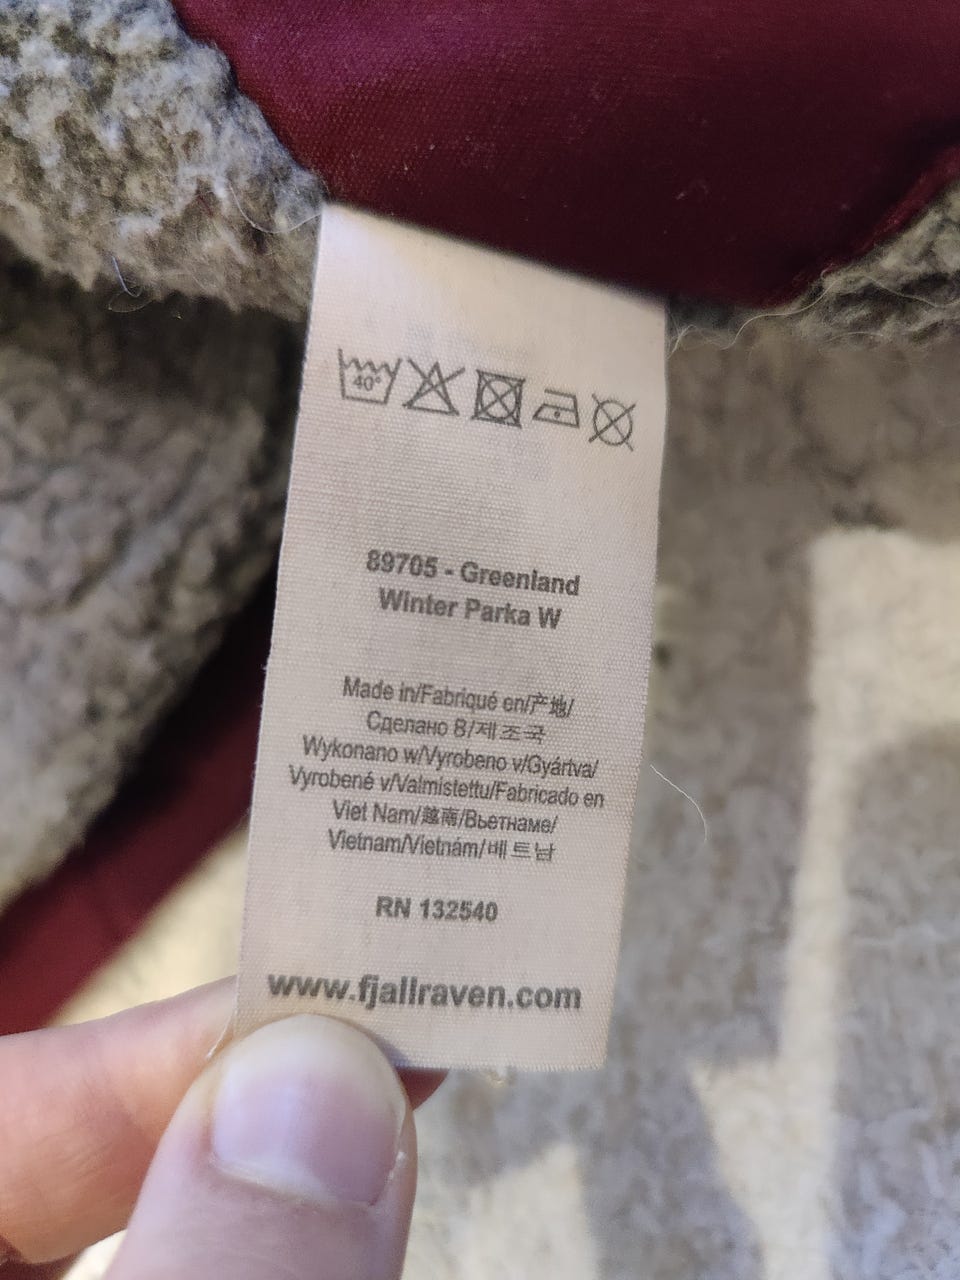 40°
89705 - Greenland
Winter Parka W
Made in/Fabriqué en/产地/
Сделано В/제조국
Wykonano w/Vyrobeno v/Gyártva/
Vyrobené v/Valmistettu/Fabricado en
Viet Nam/越南/Вьетнаме/
Vietnam/Vietnám/베트남
RN 132540
www.fjallraven.com